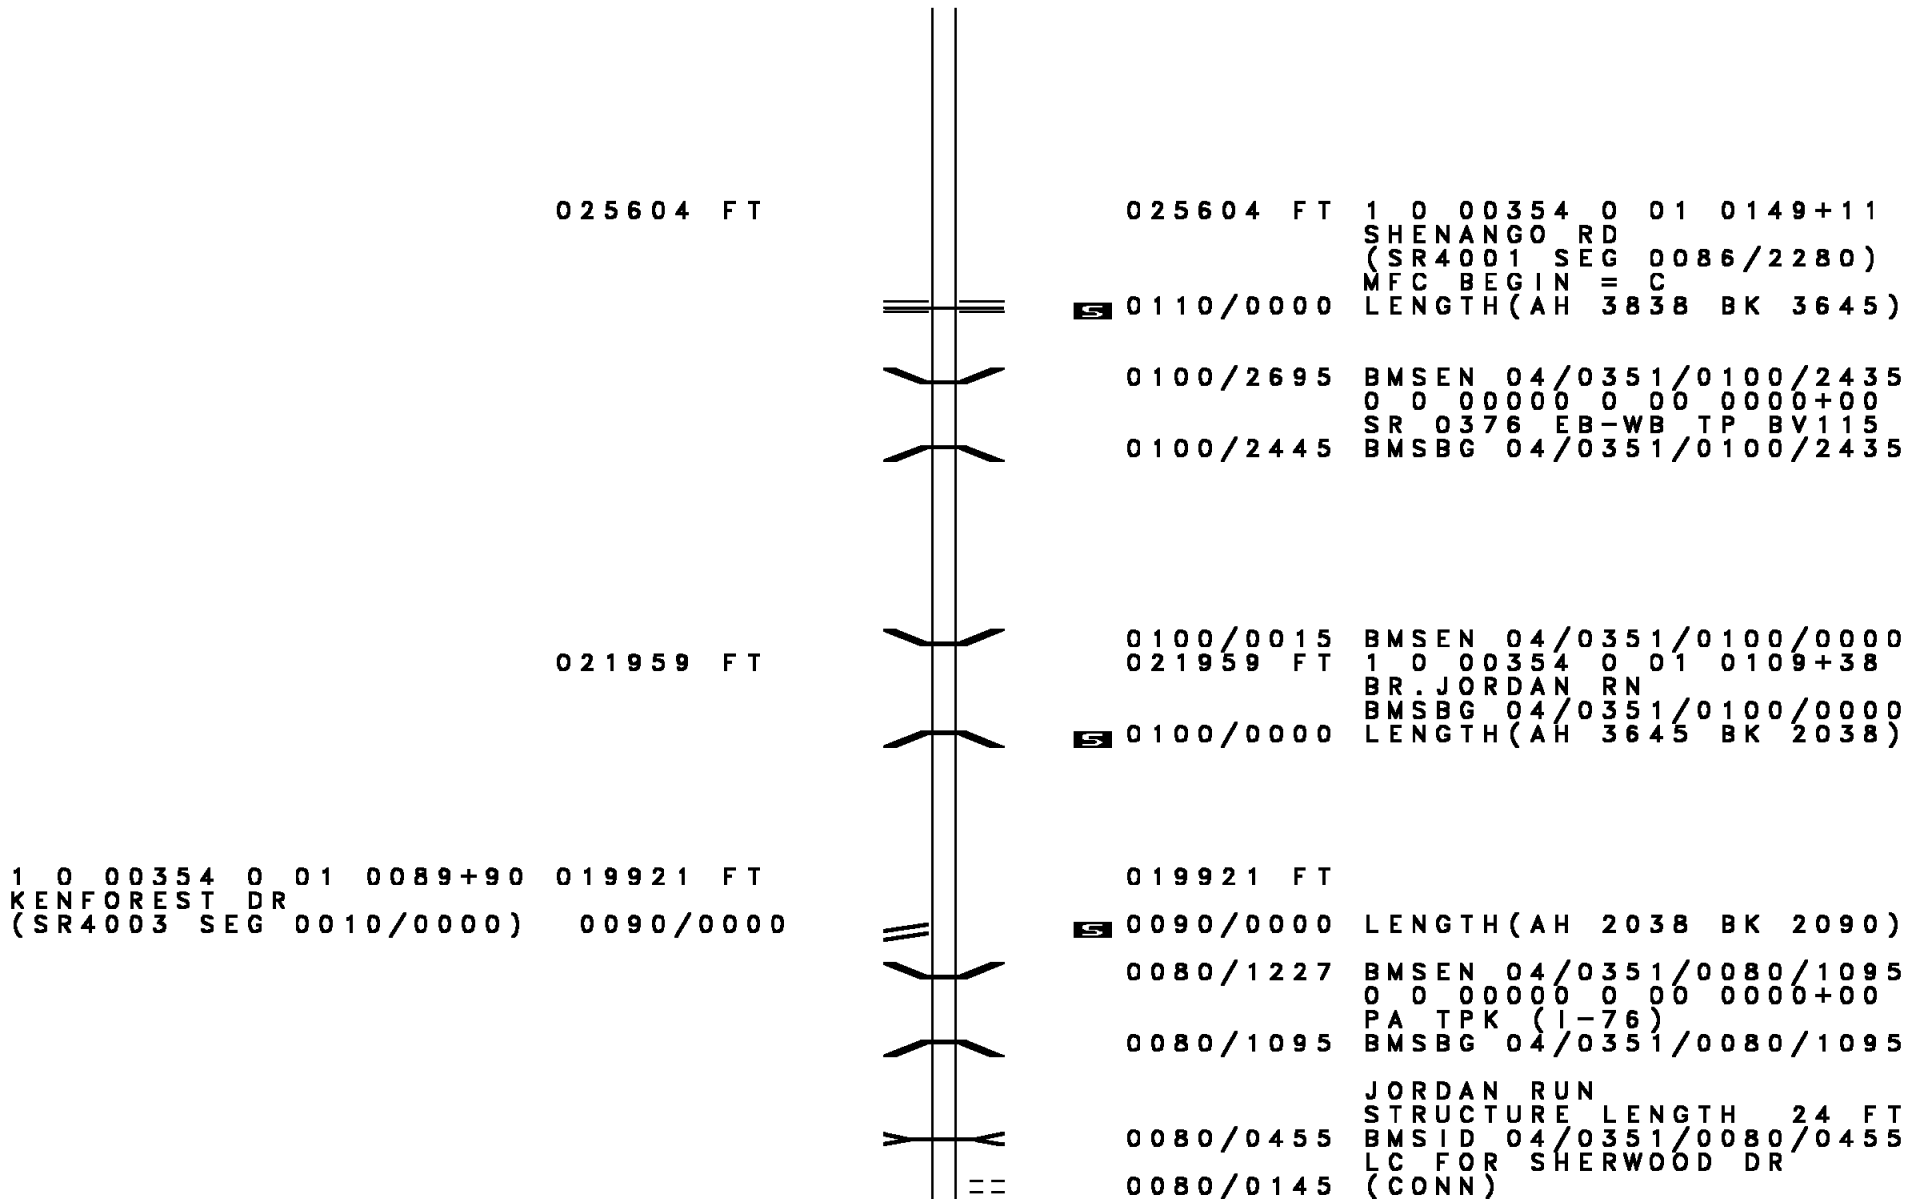 025604 FT 025604 FT 1 0 00354 0 01 0149+11
SHENANGO RD
(SR4001 SEG 0086/2280)
MFC BEGIN = C
S 0110/0000 LENGTH(AH 3838 BK 3645)
0100/2695 BMSEN 04/0351/0100/2435
0 0 00000 0 00 0000+00
SR 0376 EB-WB TP BV115
0100/2445 BMSBG 04/0351/0100/2435
0100/0015 BMSEN 04/0351/0100/0000
021959 FT 021959 FT 1 0 00354 0 01 0109+38
BR.JORDAN RN
BMSBG 04/0351/0100/0000
S 0100/0000 LENGTH(AH 3645 BK 2038)
1 0 00354 0 01 0089+90 019921 FT 019921 FT
KENFOREST DR
(SR4003 SEG 0010/0000) 0090/0000 S 0090/0000 LENGTH(AH 2038 BK 2090)
0080/1227 BMSEN 04/0351/0080/1095
0 0 00000 0 00 0000+00
PA TPK (I-76)
0080/1095 BMSBG 04/0351/0080/1095
JORDAN RUN
STRUCTURE LENGTH 24 FT
0080/0455 BMSID 04/0351/0080/0455
LC FOR SHERWOOD DR
0080/0145 (CONN)